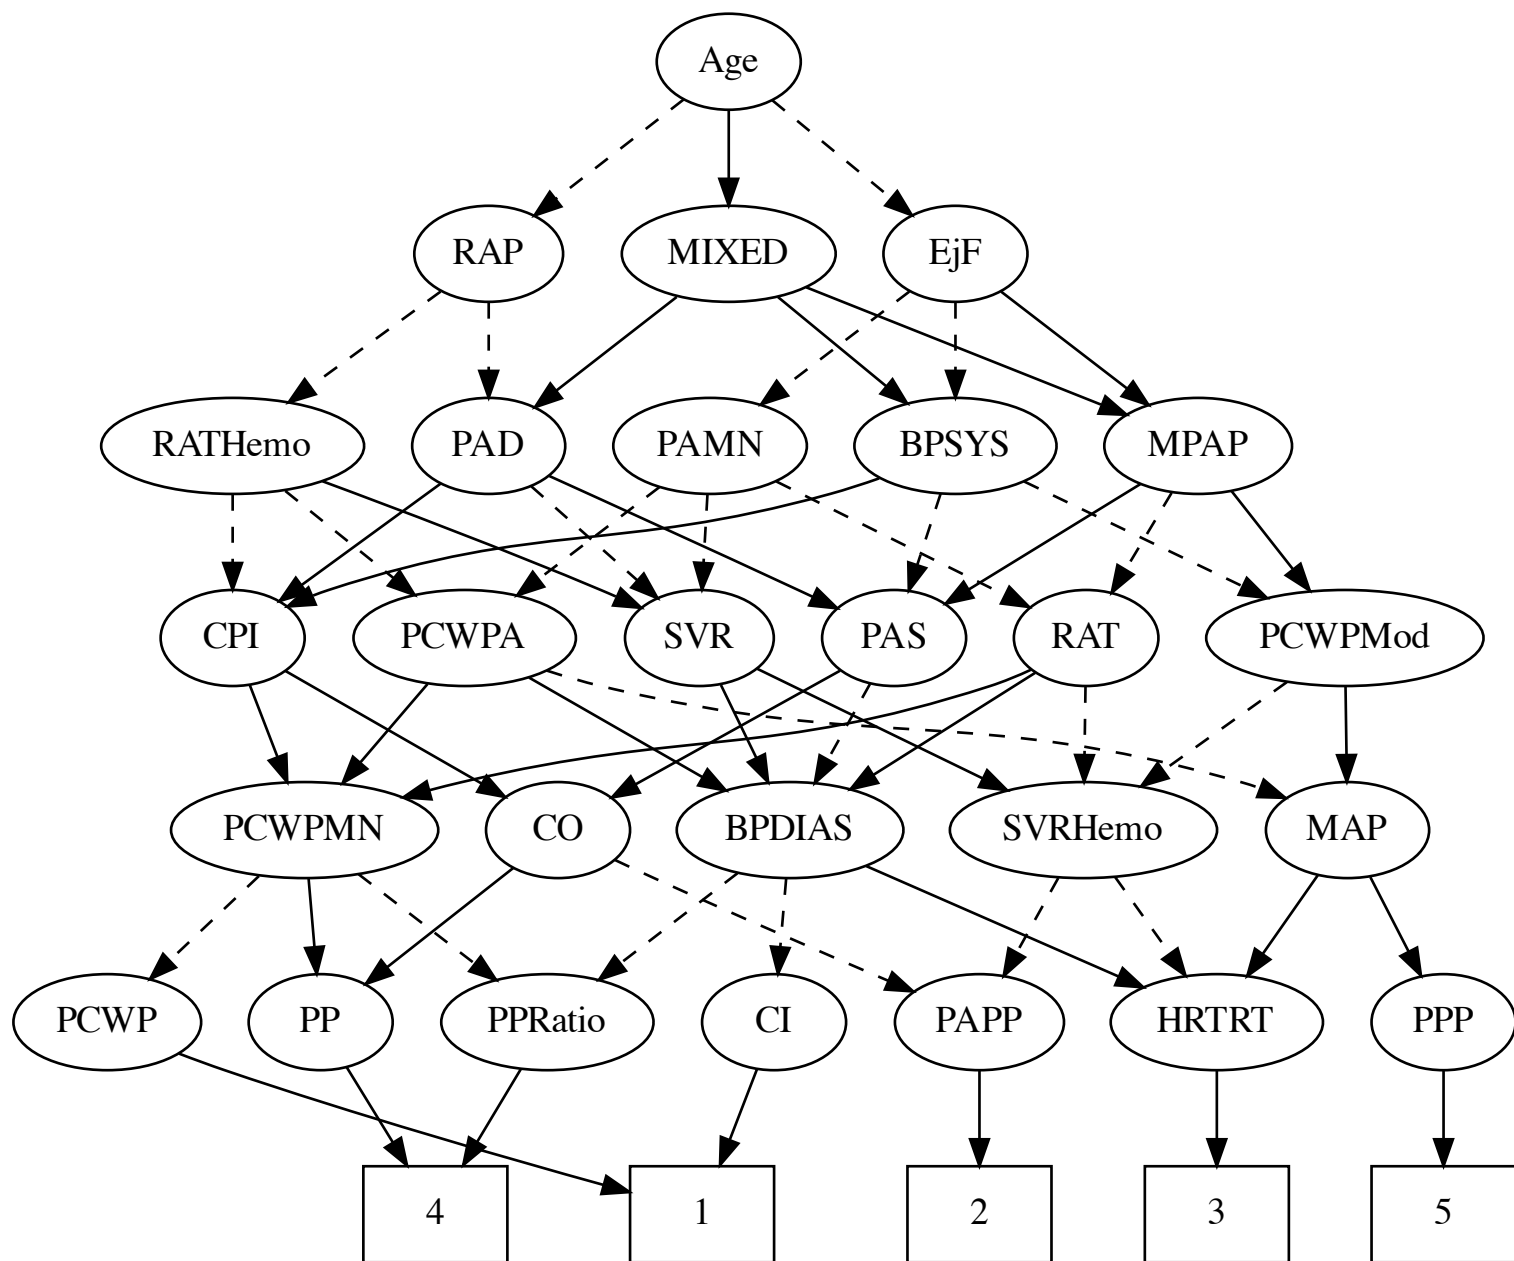 Age
RAP
MIXED
EjF
RATHemo
PAD
PAMN
BPSYS
MPAP
CPI
PCWPA
SVR
PAS
RAT
PCWPMod
PCWPMN
CO
BPDIAS
SVRHemo
MAP
PCWP
PP
PPRatio
CI
PAPP
HRTRT
PPP
4
1
2
3
5